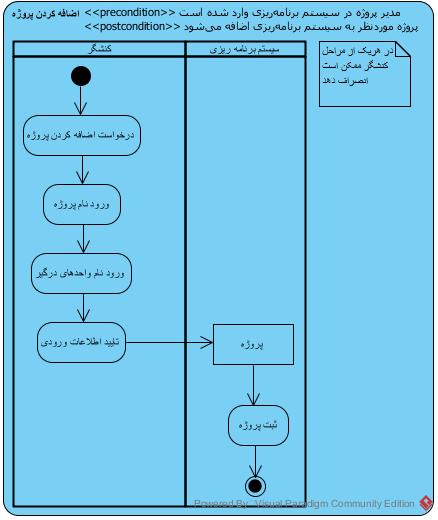 اضافه کردن پروژه <<precondition>> مدیر پروژه در سیستم برنامه‌ریزی وارد شده است
<<postcondition>> پروژه موردنظر به سیستم برنامه‌ریزی اضافه می‌شود
کنشگر
سیستم برنامه ریزی
در هریک از مراحل
کنشگر ممکن است
انصراف دهد
درخواست اضافه کردن پروژه
ورود نام پروژه
ورود نام واحدهای درگیر
تایید اطلاعات ورودی
پروژه
ثبت پروژه
Powered By Visual Paradigm Community Edition